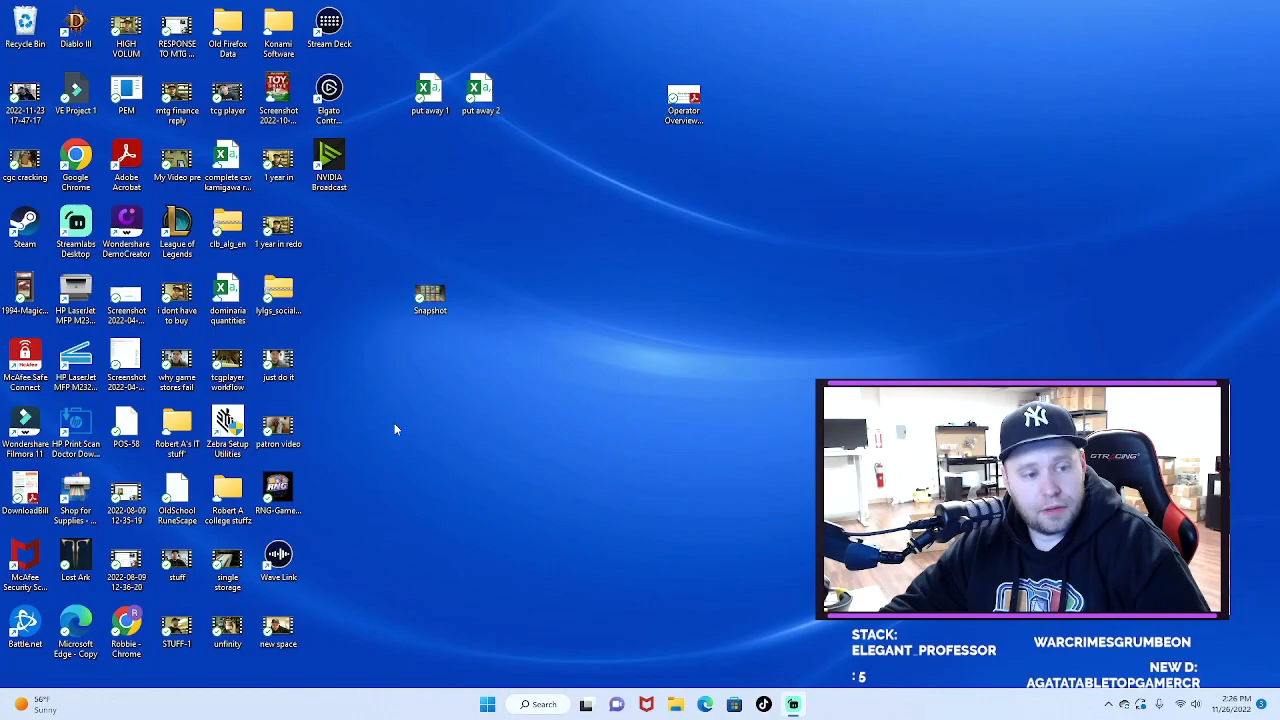 Recycle Bin
Diablo III
HIGH
VOLUM
RESPONSE
TO MTG ...
Old Firefox
Data
Konami
Software
Stream Deck
2022-11-23
17-47-17
VE Project 1
PEM
mtg finance
reply
tcg player
Screenshot
2022-10-...
Elgato
Contr...
put away 1
put away 2
Operator
Overview...
cgc cracking
Google
Chrome
Adobe
Acrobat
My Video pre
complete csv
kamigawa r...
1 year in
NVIDIA
Broadcast
Steam
Streamlabs
Desktop
Wondershare
DemoCreator
League of
Legends
clb_alg_en
1 year in redo
1994-Magic...
HP LaserJet
MFP M23...
Screenshot
2022-04-...
i dont have
to buy
dominaria
quantities
lylgs_social...
Snapshot
McAfee Safe
Connect
HP LaserJet
MFP M232...
Screenshot
2022-04-...
why game
stores fail
tcgplayer
workflow
just do it
Wondershare
Filmora 11
HP Print Scan
Doctor Dow...
POS-58
Robert A's IT
stuff'
Zebra Setup
Utilities
patron video
DownloadBill
Shop for
Supplies - ...
2022-08-09
12-35-19
OldSchool
RuneScape
Robert A
college stuffz
RNG-Game...
McAfee
Security Sc...
Lost Ark
2022-08-09
12-36-20
stuff
single
storage
Wave Link
Battle.net
Microsoft
Edge - Copy
Robbie -
Chrome
STUFF-1
unfinity
new space
GTRACING
STACK:
ELEGANT_PROFESSOR
: 5
WARCRIMESGRUMBEON
NEW D:
AGATATABLETOPGAMERCR
56°F
Sunny
Search
2:26 PM
11/26/2022
3